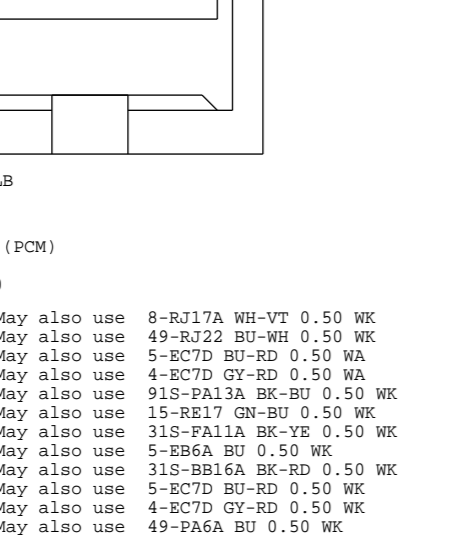 LB
(PCM)
)
May also use 8-RJ17A WH-VT 0.50 WK
May also use 49-RJ22 BU-WH 0.50 WK
May also use 5-EC7D BU-RD 0.50 WA
May also use 4-EC7D GY-RD 0.50 WA
May also use 91S-PA13A BK-BU 0.50 WK
May also use 15-RE17 GN-BU 0.50 WK
May also use 31S-FA11A BK-YE 0.50 WK
May also use 5-EB6A BU 0.50 WK
May also use 31S-BB16A BK-RD 0.50 WK
May also use 5-EC7D BU-RD 0.50 WK
May also use 4-EC7D GY-RD 0.50 WK
May also use 49-PA6A BU 0.50 WK